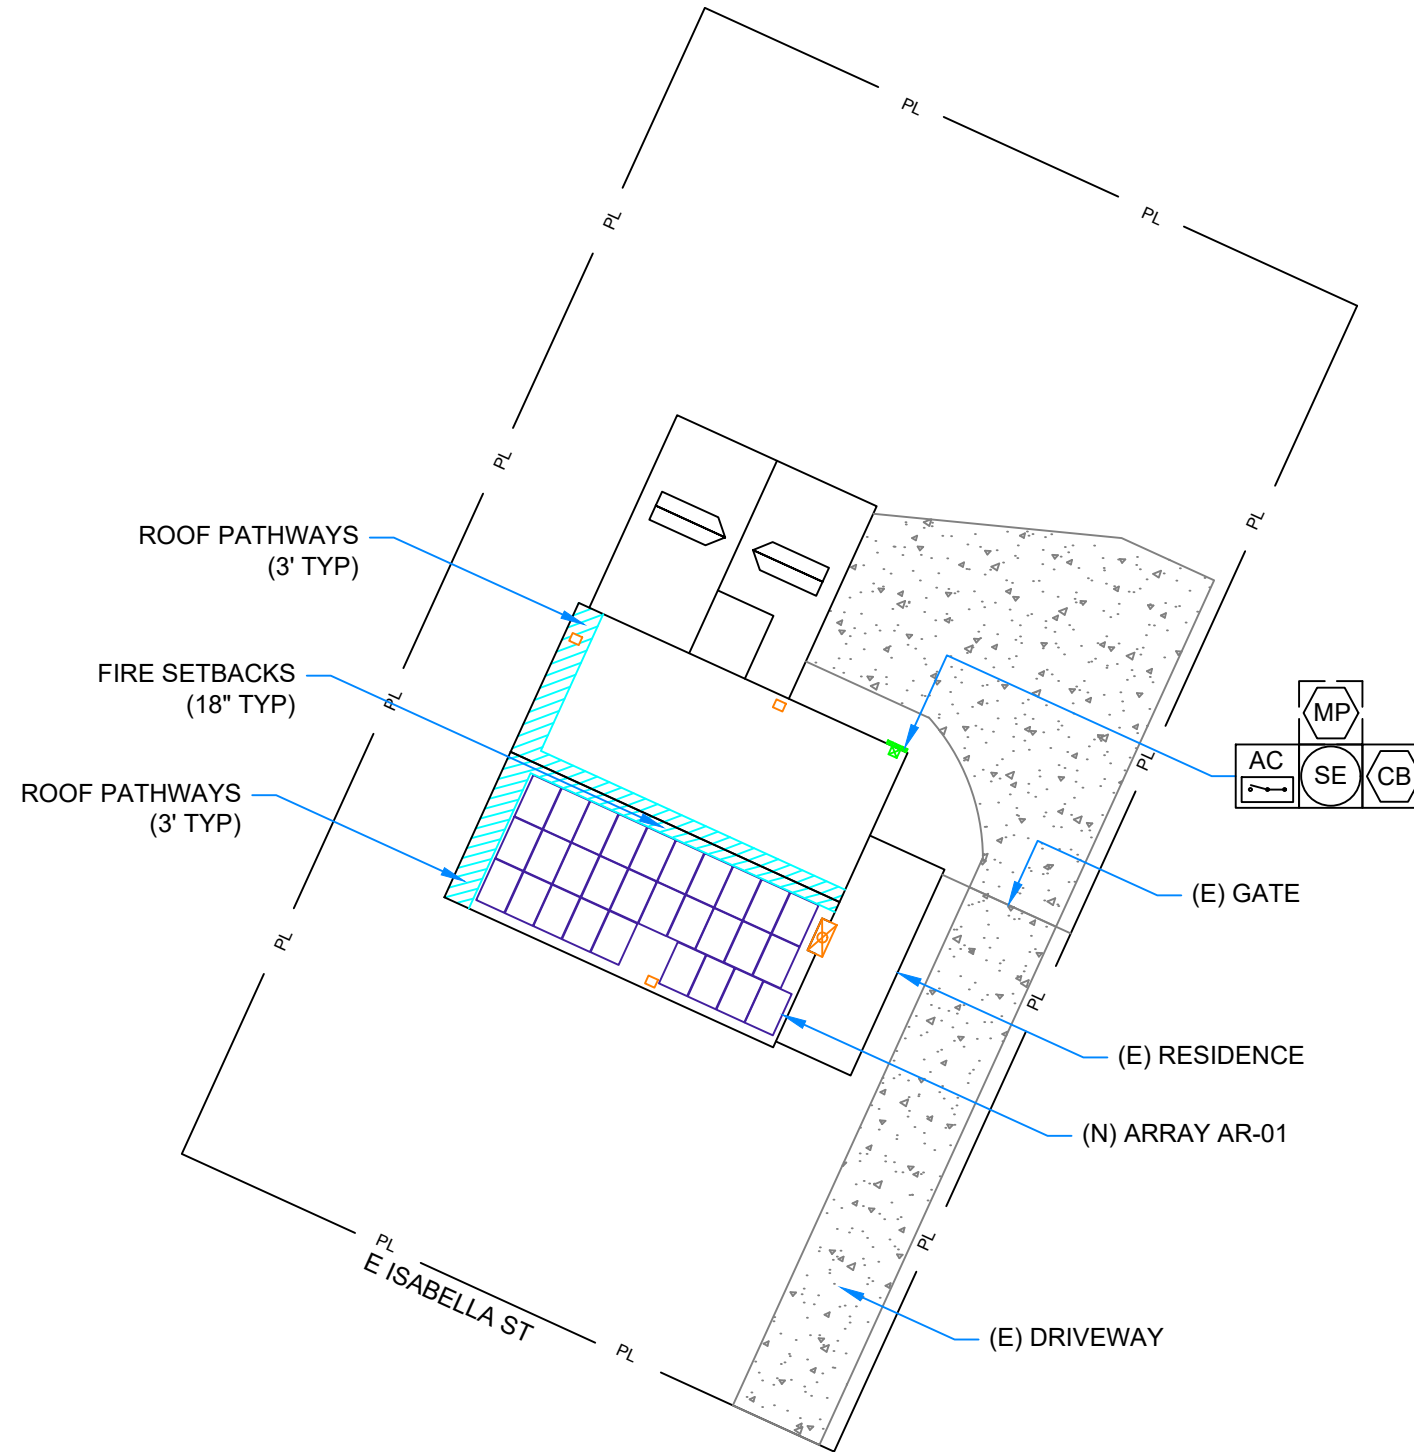 PL
PL
PL
PL
PL
ROOF PATHWAYS
(3' TYP)
FIRE SETBACKS
(18" TYP)
PL
MP
PL
AC
SE
CB
ROOF PATHWAYS
(3' TYP)
(E) GATE
PL
PL
(E) RESIDENCE
(N) ARRAY AR-01
PL
PL
E ISABELLA ST
(E) DRIVEWAY
PL